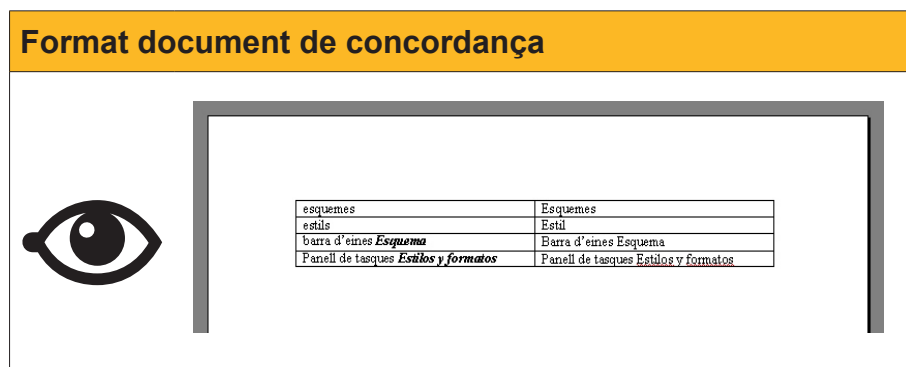 Format document de concordança
esquemes Esquemes
estils Estil
barra d'eines Esquema Barra d'eines Esquema
Panell de tasques Estilos y formatos Panell de tasques Estilos y formatos